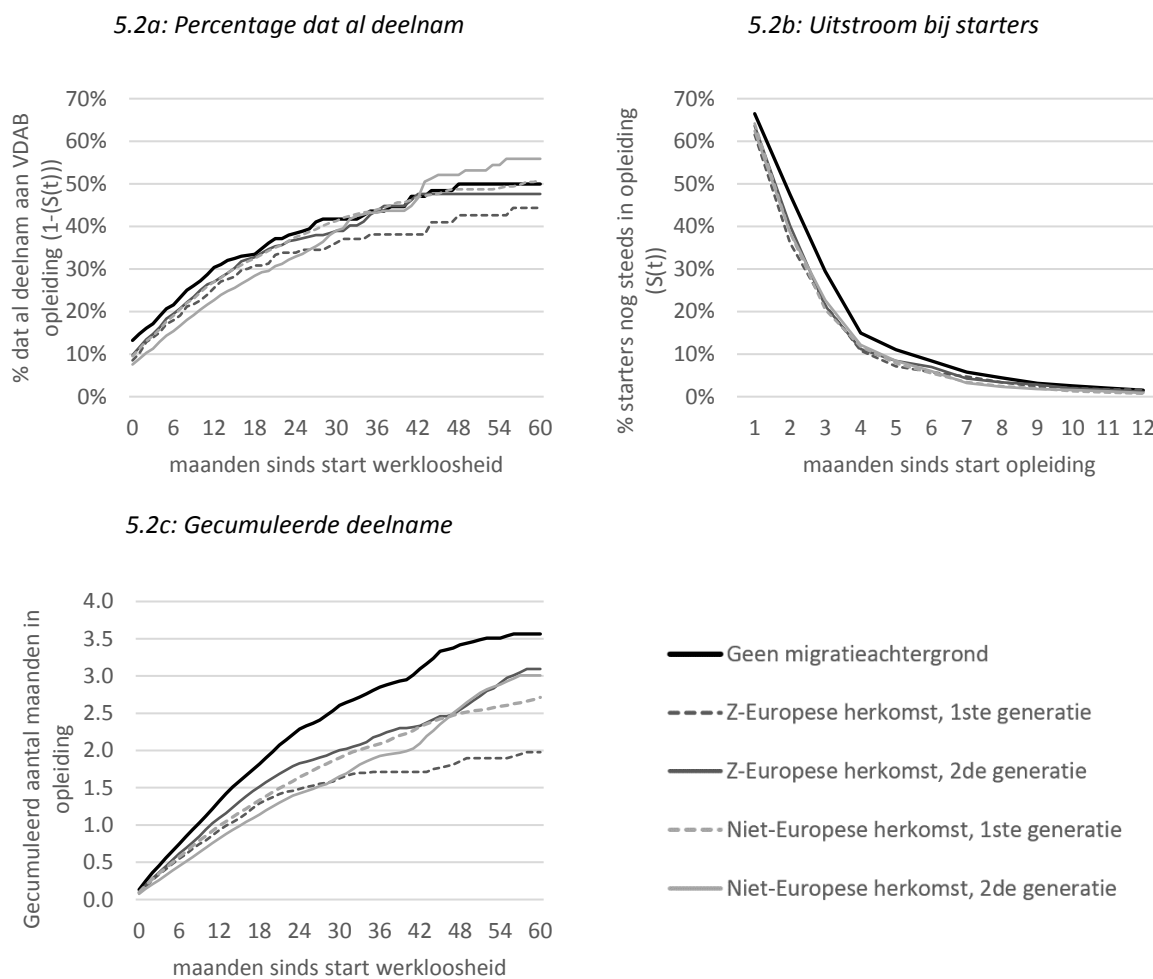 5.2a: Percentage dat al deelnam
5.2b: Uitstroom bij starters
% dat al deelnam aan VDAB
opleiding (1-(S(t)))
70%
60%
50%
40%
30%
20%
10%
0%
0 6 12 18 24 30 36 42 48 54 60
maanden sinds start werkloosheid
% starters nog steeds in opleiding
(S(t))
70%
60%
50%
40%
30%
20%
10%
0%
1 2 3 4 5 6 7 8 9 10 11 12
maanden sinds start opleiding
5.2c: Gecumuleerde deelname
Gecumuleerd aantal maanden in
opleiding
4.0
3.5
3.0
2.5
2.0
1.5
1.0
0.5
0.0
0 6 12 18 24 30 36 42 48 54 60
maanden sinds start werkloosheid
Geen migratieachtergrond
Z-Europese herkomst, 1ste generatie
Z-Europese herkomst, 2de generatie
Niet-Europese herkomst, 1ste generatie
Niet-Europese herkomst, 2de generatie